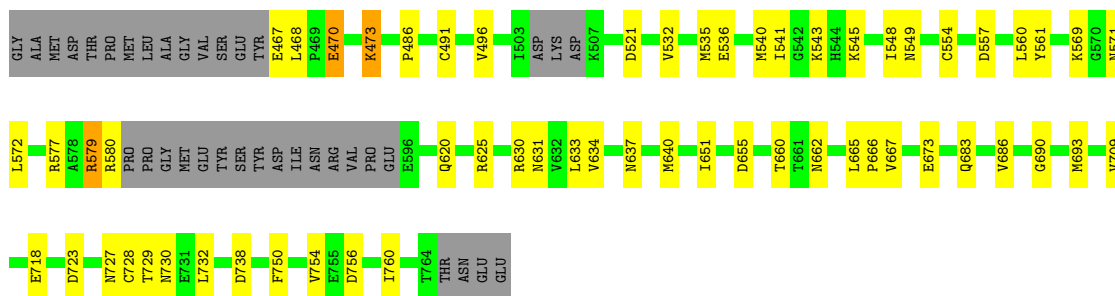 GLY ALA MET ASP THR PRO MET LEU ALA GLY VAL SER GLU TYR E467 L468 P469 E470 K473 P486 C491 V496 I503 ASP LYS ASP K507 D521 V532 M535 E536 M540 I541 G542 K543 H544 K545 I548 N549 C554 D557 L560 Y561 K569 G570 N571
L572 R577 A578 R579 R580 PRO PRO GLY MET GLU TYR SER TYR ASP ILE ASN ARG VAL PRO GLU E596 Q620 R625 R630 N631 V632 L633 V634 N637 M640 I651 D655 T660 T661 N662 L665 P666 V667 E673 Q683 V686 G690 M693 V709
E718 D723 N727 C728 T729 N730 E731 L732 D738 F750 V754 E755 D756 I760 T764 THR ASN GLU GLU